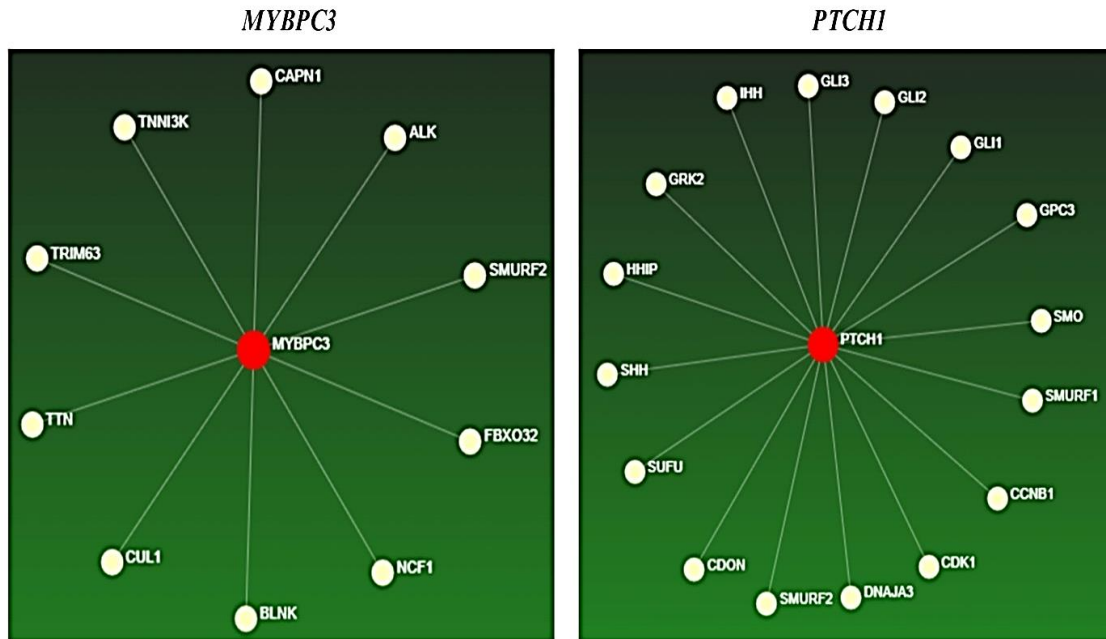 MYBPC3
CAPN1
TNNI3K
ALK
TRIM63
SMURF2
MYBPC3
TTN
FBXO32
CUL1
NCF1
BLNK
PTCH1
GLI3
IHH
GLI2
GLI1
GRK2
GPC3
HHIP
SMO
PTCH1
SHH
SMURF1
SUFU
CCNB1
CDON
CDK1
SMURF2
DNAJA3